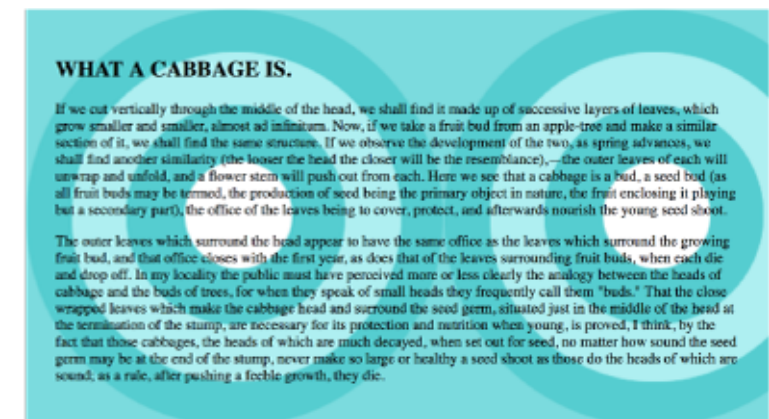 WHAT A CABBAGE IS.
If we cut vertically through the middle of the head, we shall find it made up of successive layers of leaves, which
grow smaller and smaller, almost ad infinitum. Now, if we take a fruit bud from an apple-tree and make a similar
section of it, we shall find the same structure. If we observe the development of the two, as spring advances, we
shall find another similarity (the looser the head the closer will be the resemblance),—the outer leaves of each will
unwrap and unfold, and a flower stem will push out from each. Here we see that a cabbage is a bud, a seed bud (as
all fruit buds may be termed, the production of seed being the primary object in nature, the fruit enclosing it playing
but a secondary part), the office of the leaves being to cover, protect, and afterwards nourish the young seed shoot.
The outer leaves which surround the head appear to have the same office as the leaves which surround the growing
fruit bud, and that office closes with the first year, as does that of the leaves surrounding fruit buds, when each die
and drop off. In my locality the public must have perceived more or less clearly the analogy between the heads of
cabbage and the buds of trees, for when they speak of small heads they frequently call them "buds." That the close
wrapped leaves which make the cabbage head and surround the seed germ, situated just in the middle of the head at
the termination of the stump, are necessary for its protection and nutrition when young, is proved, I think, by the
fact that those cabbages, the heads of which are much decayed, when set out for seed, no matter how sound the seed
germ may be at the end of the stump, never make so large or healthy a seed shoot as those do the heads of which are
sound; as a rule, after pushing a feeble growth, they die.